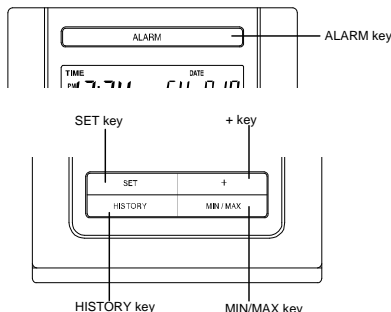 ALARM ALARM key
TIME DATE
PM
SET key + key
SET +
HISTORY MIN / MAX
HISTORY key MIN/MAX key